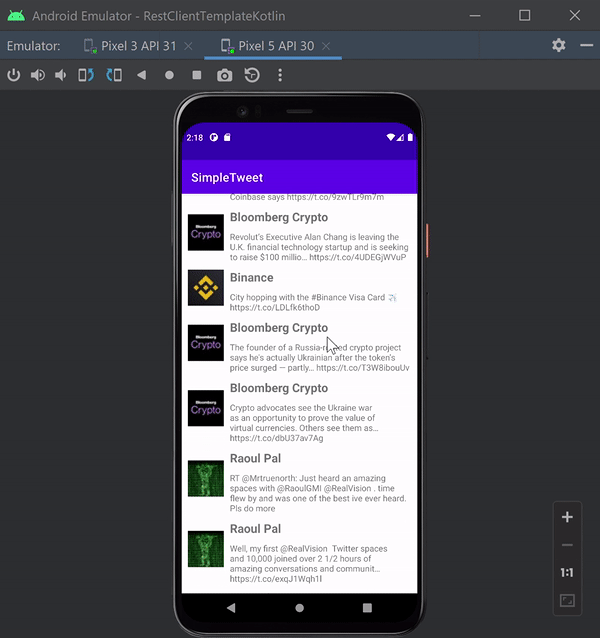 Android Emulator - RestClientTemplateKotlin
Emulator:
Pixel 3 API 31
Pixel 5 API 30
2:18
SimpleTweet
Coinbase says https://t.co/9zwTLr9m7m
Bloomberg
Crypto
Bloomberg Crypto
Revolut's Executive Alan Chang is leaving the
U.K. financial technology startup and is seeking
to raise $100 millio… https://t.co/4UDEGjWVuP
Binance
City hopping with the #Binance Visa Card
https://t.co/LDLfk6thoD
Bloomberg
Crypto
Bloomberg Crypto
The founder of a crypto project
says he's actually Ukrainian after the token's
price surged — partly… https://t.co/T3W8ibouUv
Bloomberg
Crypto
Bloomberg Crypto
Crypto advocates see the Ukraine war
as an opportunity to prove the value of
virtual currencies. Others see them as…
https://t.co/dbU37av7Ag
Raoul Pal
RT @Mrtruenorth: Just heard an amazing
spaces with @RaoulGMI @RealVision . time
flew by and was one of the best ive ever heard.
Pls do more
Raoul Pal
Well, my first @RealVision Twitter spaces
and 10,000 joined over 2 1/2 hours of
amazing conversations and communit…
https://t.co/exqJ1Wqh1I
1:1